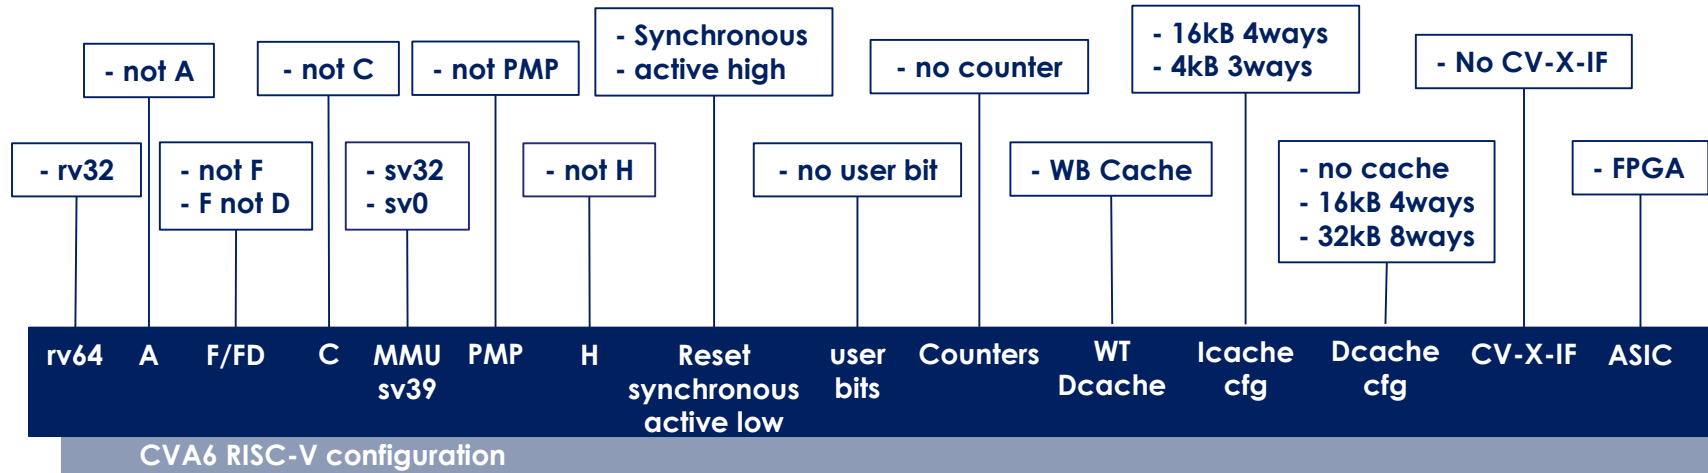 - not A
- not C
- not PMP
- Synchronous
- active high
- no counter
- 16kB 4ways
- 4kB 3ways
- No CV-X-IF
- rv32
- not F
- F not D
- sv32
- sv0
- not H
- no user bit
- WB Cache
- no cache
- 16kB 4ways
- 32kB 8ways
- FPGA
rv64
A
F/FD
C
MMU
sv39
PMP
H
Reset
synchronous
active low
user
bits
Counters
WT
Dcache
Icache
cfg
Dcache
cfg
CV-X-IF
ASIC
CVA6 RISC-V configuration